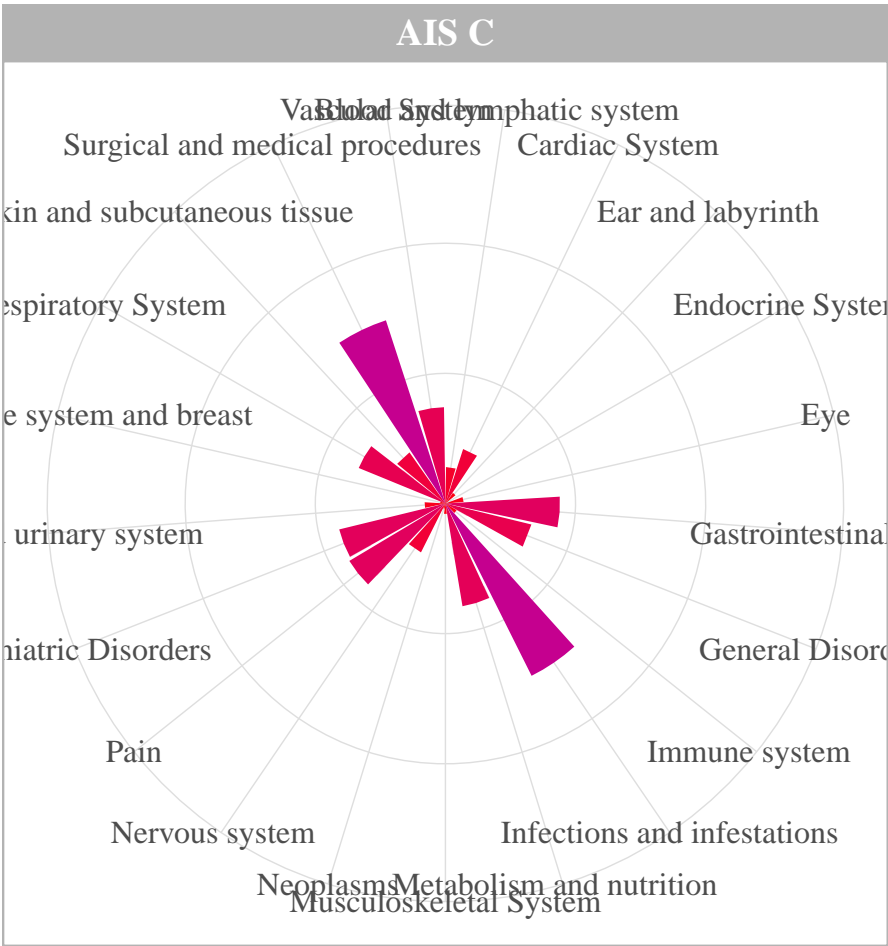 AIS C
Vascular System
Blood and lymphatic system
Surgical and medical procedures
Cardiac System
kin and subcutaneous tissue
Ear and labyrinth
espiratory System
Endocrine System
e system and breast
Eye
urinary system
Gastrointestinal
hiatric Disorders
General Disord
Pain
Immune system
Nervous system
Infections and infestations
Neoplasms
Metabolism and nutrition
Musculoskeletal System